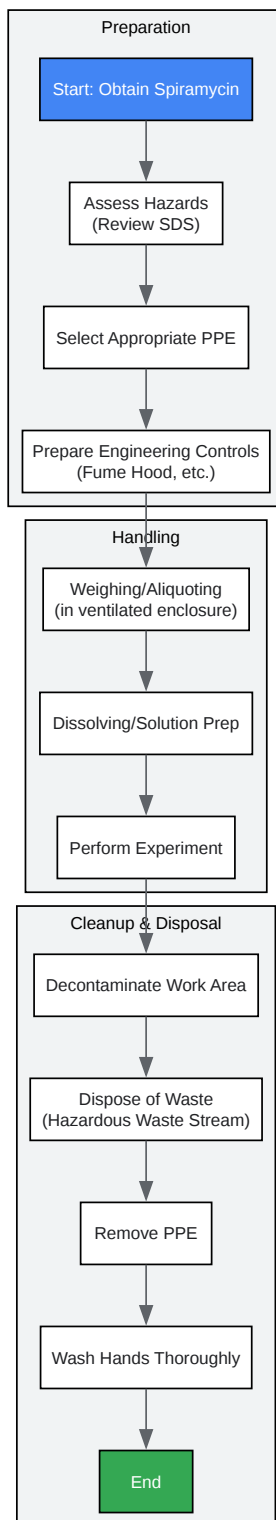 Preparation
Start: Obtain Spiramycin
Assess Hazards
(Review SDS)
Select Appropriate PPE
Prepare Engineering Controls
(Fume Hood, etc.)
Handling
Weighing/Aliquoting
(in ventilated enclosure)
Dissolving/Solution Prep
Perform Experiment
Cleanup & Disposal
Decontaminate Work Area
Dispose of Waste
(Hazardous Waste Stream)
Remove PPE
Wash Hands Thoroughly
End